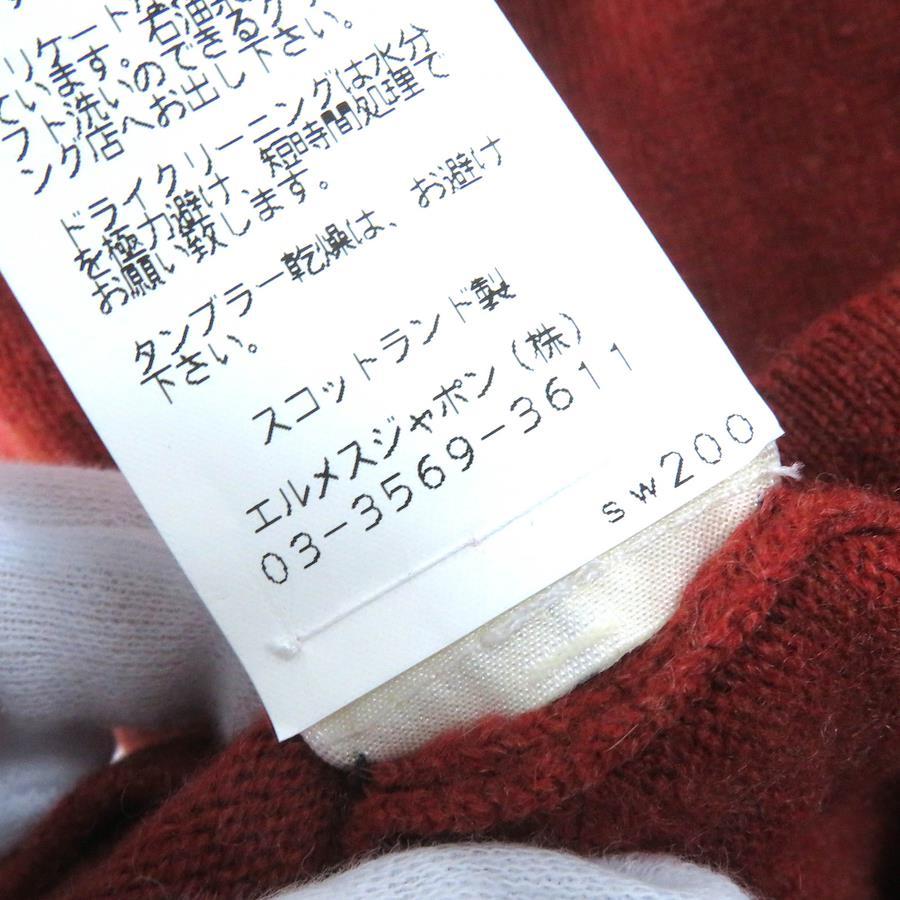 リケート
ています。石油
フト洗いのできるク
ング店へお出し下さい。
ドライクリーニングは水分
を極力避け、短時間処理で
お願い致します。
タンブラー乾燥は、お避け
下さい。
スコットランド製
エルメスジャポン(株)
03-3569-3611
sw200